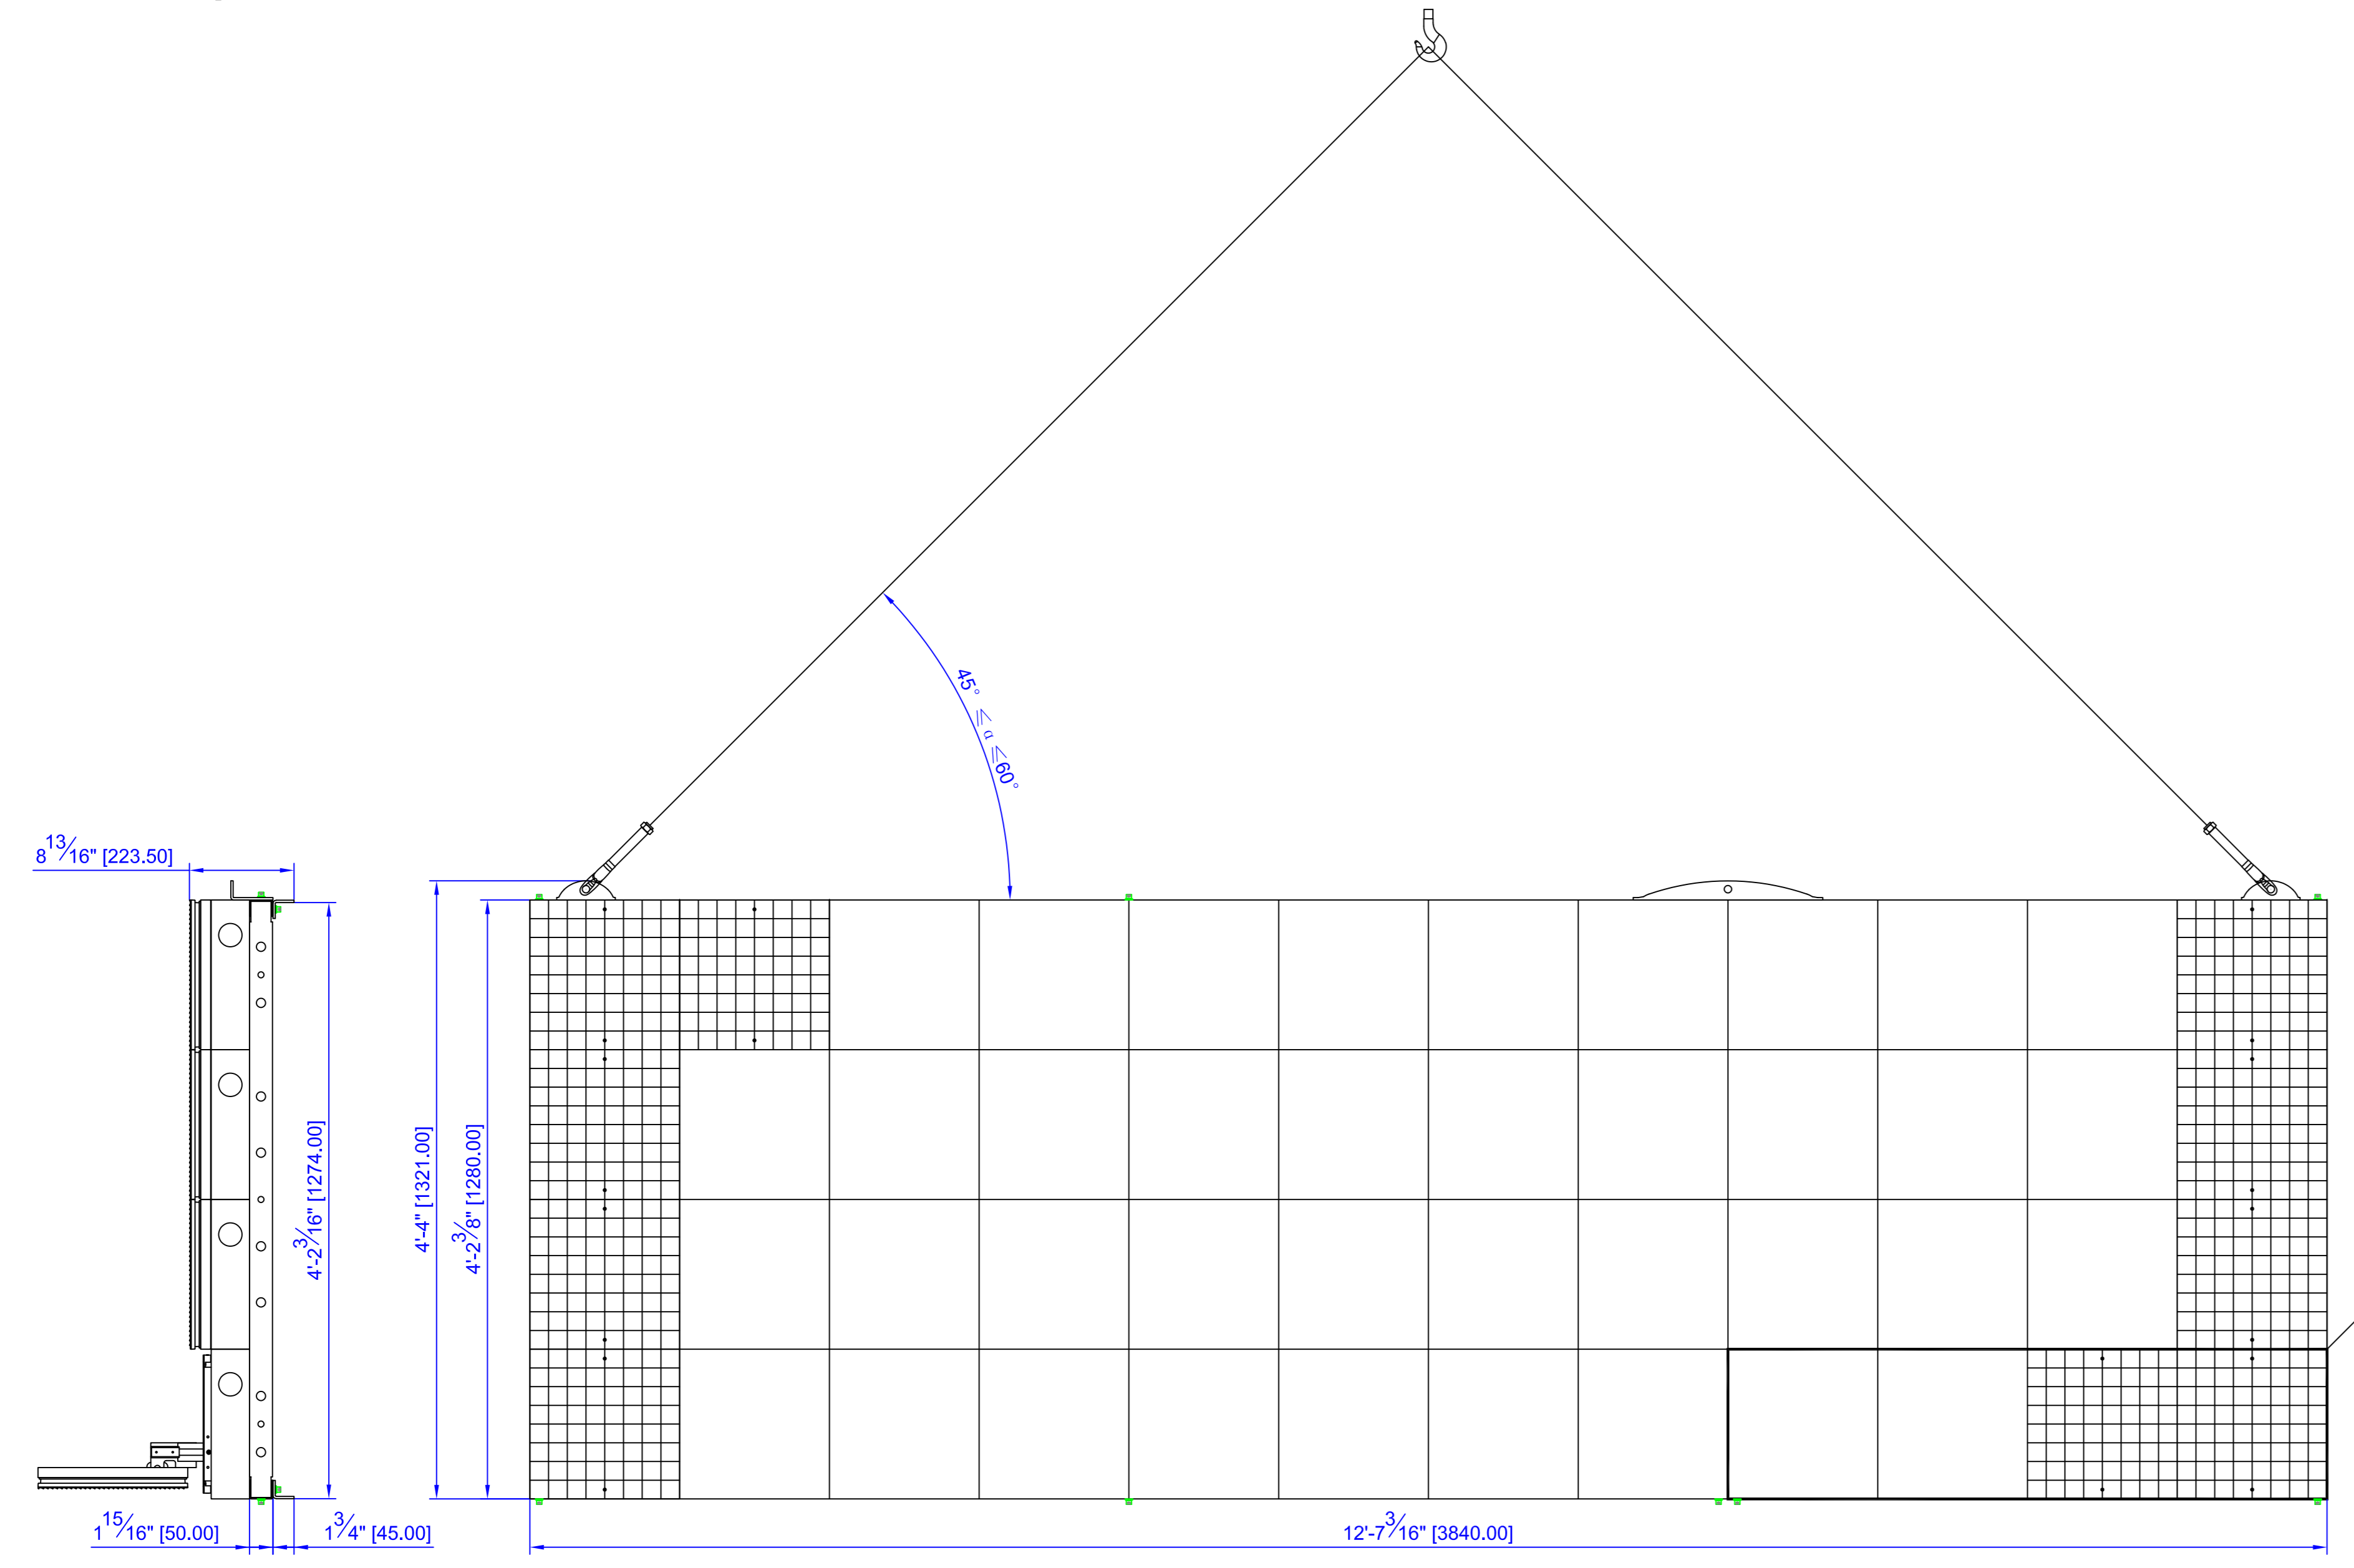 45° ≤ α ≤60°
8 13/16" [223.50]
4'-2 3/16" [1274.00]
4'-4" [1321.00]
4'-2 3/8" [1280.00]
1 15/16" [50.00]
1 3/4" [45.00]
12'-7 3/16" [3840.00]